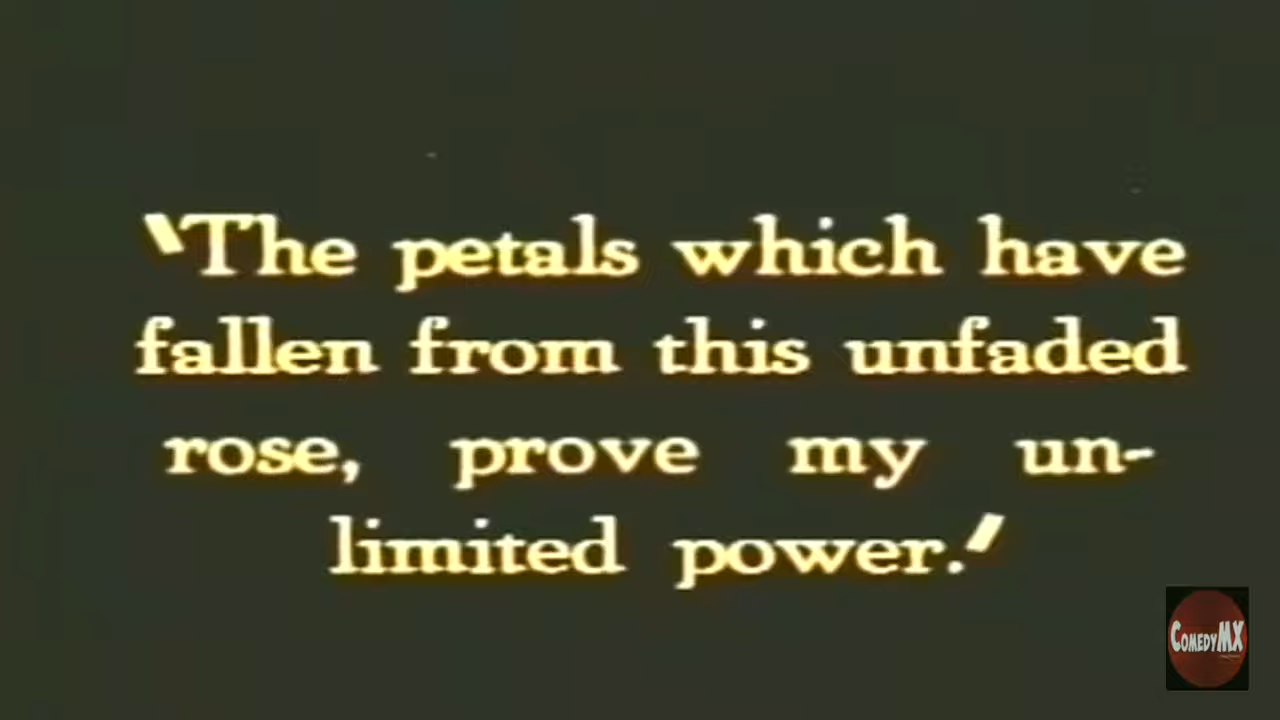 "The petals which have
fallen from this unfaded
rose, prove my un-
limited power."
COMEDYMX